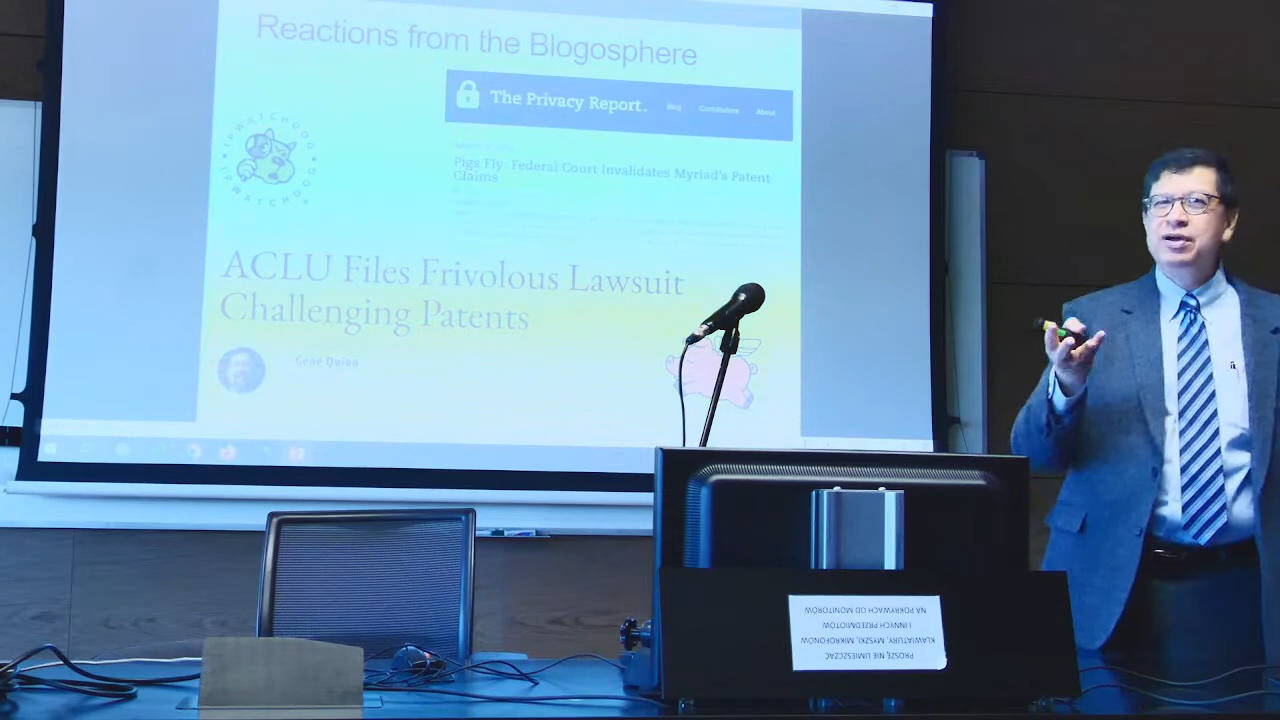 Reactions from the Blogosphere
The Privacy Report.
Blog Contributors About
IPWATCHDOG
IPWATCHDOG
Pigs Fly: Federal Court Invalidates Myriad's Patent
Claims
ACLU Files Frivolous Lawsuit
Challenging Patents
Gene Quinn
PROSZĘ NIE UMIESZCZAĆ
KLAWIATURY, MYSZKI, MIKROFONÓW
I INNYCH PRZEDMIOTÓW
NA POKRYWACH OD MONITORÓW